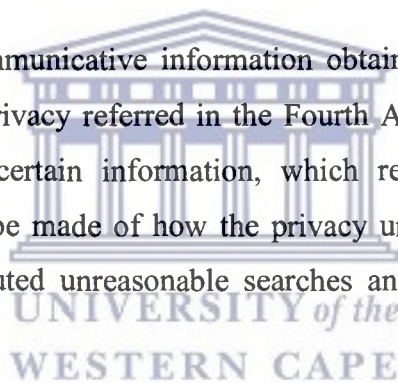 mmunicative information obtain
rivacy referred in the Fourth A
certain information, which re
be made of how the privacy u
uted unreasonable searches an
UNIVERSITY of the
WESTERN CAPE